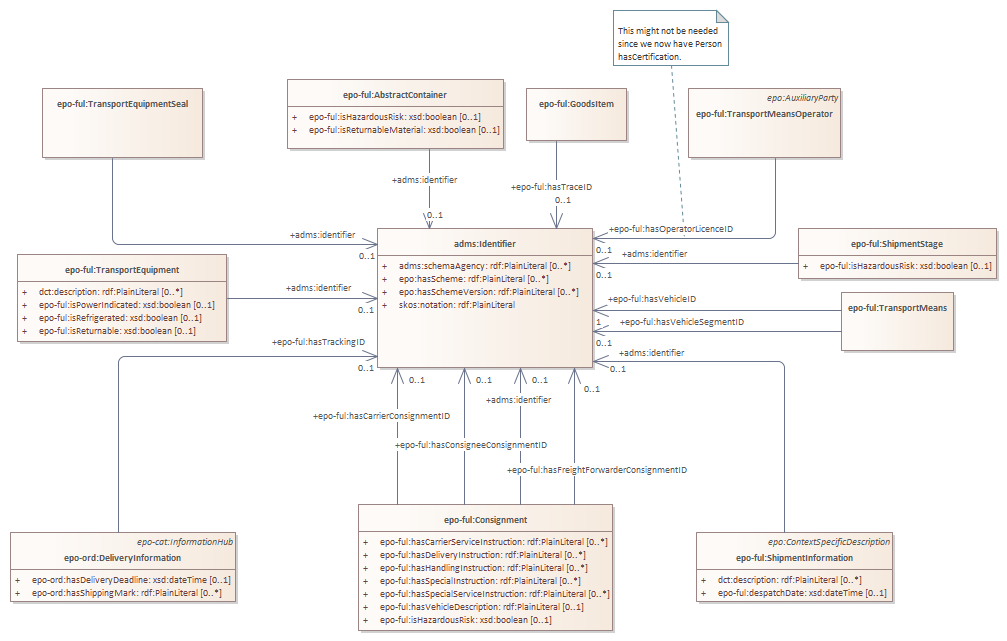 This might not be needed
since we now have Person
hasCertification.
epo-ful:TransportEquipmentSeal
epo-ful:AbstractContainer
+ epo-ful:isHazardousRisk: xsd:boolean [0..1]
+ epo-ful:isReturnableMaterial: xsd:boolean [0..1]
epo-ful:GoodsItem
epo:AuxiliaryParty
epo-ful:TransportMeansOperator
+adms:identifier
0..1
+epo-ful:hasTraceID
0..1
+adms:identifier
0..1
+epo-ful:hasOperatorLicenceID
0..1
adms:Identifier
+ adms:schemaAgency: rdf:PlainLiteral [0..*]
+ epo:hasScheme: rdf:PlainLiteral [0..*]
+ epo:hasSchemeVersion: rdf:PlainLiteral [0..*]
+ skos:notation: rdf:PlainLiteral
+adms:identifier
0..1
epo-ful:ShipmentStage
+ epo-ful:isHazardousRisk: xsd:boolean [0..1]
epo-ful:TransportEquipment
+ dct:description: rdf:PlainLiteral [0..*]
+ epo-ful:isPowerIndicated: xsd:boolean [0..1]
+ epo-ful:isRefrigerated: xsd:boolean [0..1]
+ epo-ful:isReturnable: xsd:boolean [0..1]
+adms:identifier
0..1
+epo-ful:hasVehicleID
1
+epo-ful:hasVehicleSegmentID
0..1
epo-ful:TransportMeans
+epo-ful:hasTrackingID
0..1
+adms:identifier
0..1
0..1
0..1
0..1
0..1
+adms:identifier
+epo-ful:hasCarrierConsignmentID
+epo-ful:hasConsigneeConsignmentID
+epo-ful:hasFreightForwarderConsignmentID
epo-cat:InformationHub
epo-ord:DeliveryInformation
+ epo-ord:hasDeliveryDeadline: xsd:dateTime [0..1]
+ epo-ord:hasShippingMark: rdf:PlainLiteral [0..*]
epo-ful:Consignment
+ epo-ful:hasCarrierServiceInstruction: rdf:PlainLiteral [0..*]
+ epo-ful:hasDeliveryInstruction: rdf:PlainLiteral [0..*]
+ epo-ful:hasHandlingInstruction: rdf:PlainLiteral [0..*]
+ epo-ful:hasSpecialInstruction: rdf:PlainLiteral [0..*]
+ epo-ful:hasSpecialServiceInstruction: rdf:PlainLiteral [0..*]
+ epo-ful:hasVehicleDescription: rdf:PlainLiteral [0..1]
+ epo-ful:isHazardousRisk: xsd:boolean [0..1]
epo:ContextSpecificDescription
epo-ful:ShipmentInformation
+ dct:description: rdf:PlainLiteral [0..*]
+ epo-ful:despatchDate: xsd:dateTime [0..1]